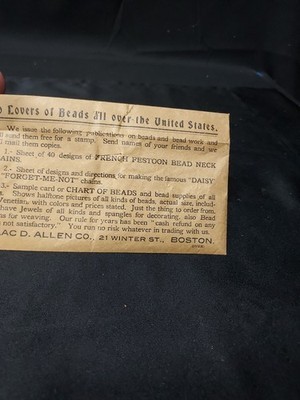 o Lovers of Beads All over the United States.
We issue the following publications on beads and bead work and
send them free for a stamp. Send names of your friends and we
mail them copies.
1.- Sheet of 40 designs of FRENCH FESTOON BEAD NECK
AINS.
2.- Sheet of designs and directions for making the famous "DAISY
"FORGET-ME-NOT" chains.
3.- Sample card or CHART OF BEADS and bead supplies of all
s. Shows halftone pictures of all kinds of beads, actual size, includ-
Venetian, with colors and prices stated. Just the thing to order from.
have Jewels of all kinds and spangles for decorating, also Bead
ms for weaving. Our rule for years has been "cash refund on any
not satisfactory." You run no risk whatever in trading with us.
AC D. ALLEN CO., 21 WINTER ST., BOSTON.